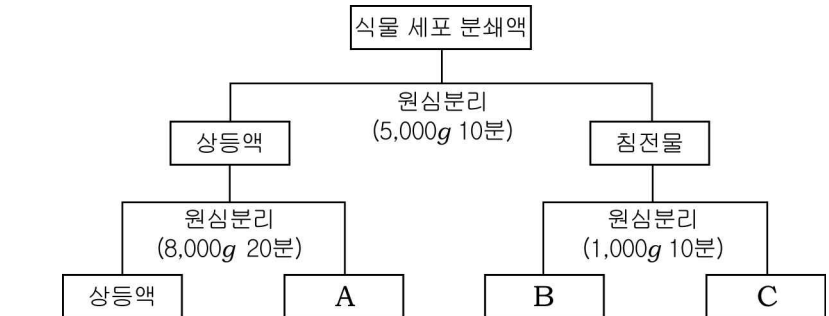 식물 세포 분쇄액
원심분리
(5,000g 10분)
상등액
침전물
원심분리
(8,000g 20분)
원심분리
(1,000g 10분)
상등액
A
B
C